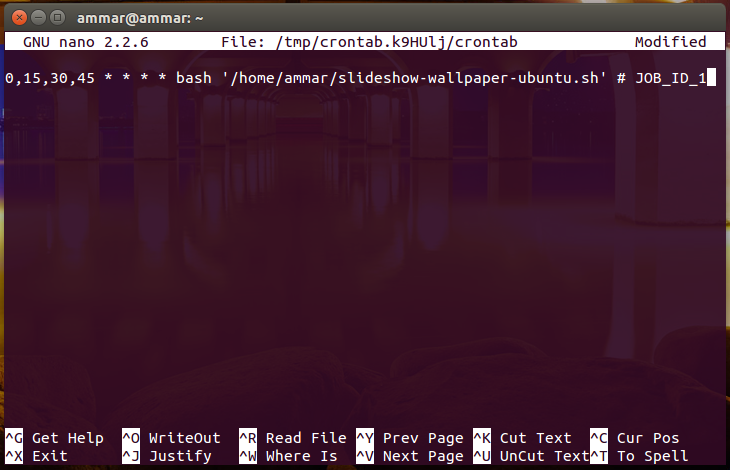 ammar@ammar: ~
GNU nano 2.2.6 File: /tmp/crontab.k9HUlj/crontab Modified
0,15,30,45 * * * * bash '/home/ammar/slideshow-wallpaper-ubuntu.sh' # JOB_ID_1
^G Get Help ^O WriteOut ^R Read File ^Y Prev Page ^K Cut Text ^C Cur Pos
^X Exit ^J Justify ^W Where Is ^V Next Page ^U UnCut Text^T To Spell